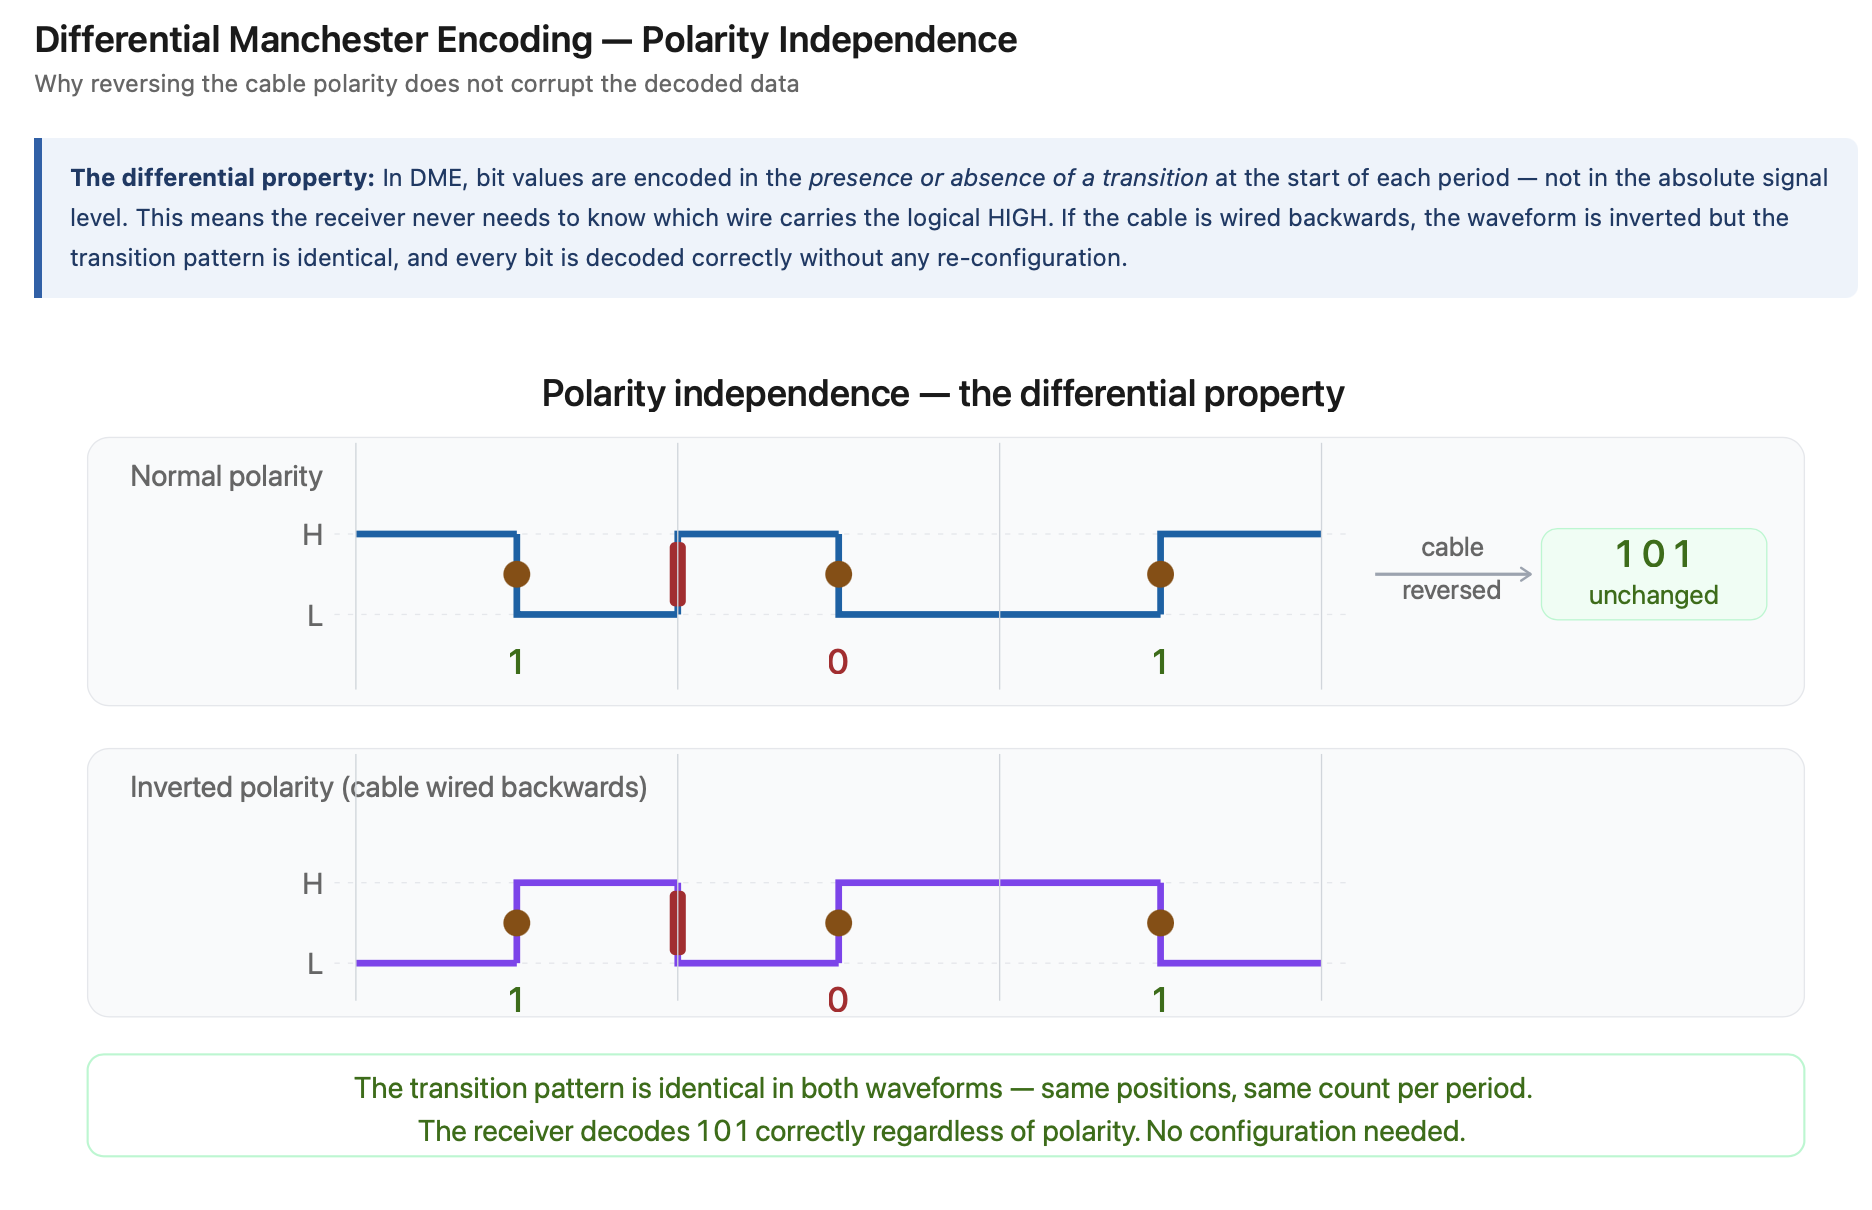 Differential Manchester Encoding — Polarity Independence
Why reversing the cable polarity does not corrupt the decoded data
The differential property: In DME, bit values are encoded in the presence or absence of a transition at the start of each period — not in the absolute signal
level. This means the receiver never needs to know which wire carries the logical HIGH. If the cable is wired backwards, the waveform is inverted but the
transition pattern is identical, and every bit is decoded correctly without any re-configuration.
Polarity independence — the differential property
Normal polarity
H
L
1 0 1
cable
reversed
1 0 1
unchanged
Inverted polarity (cable wired backwards)
H
L
1 0 1
The transition pattern is identical in both waveforms — same positions, same count per period.
The receiver decodes 1 0 1 correctly regardless of polarity. No configuration needed.